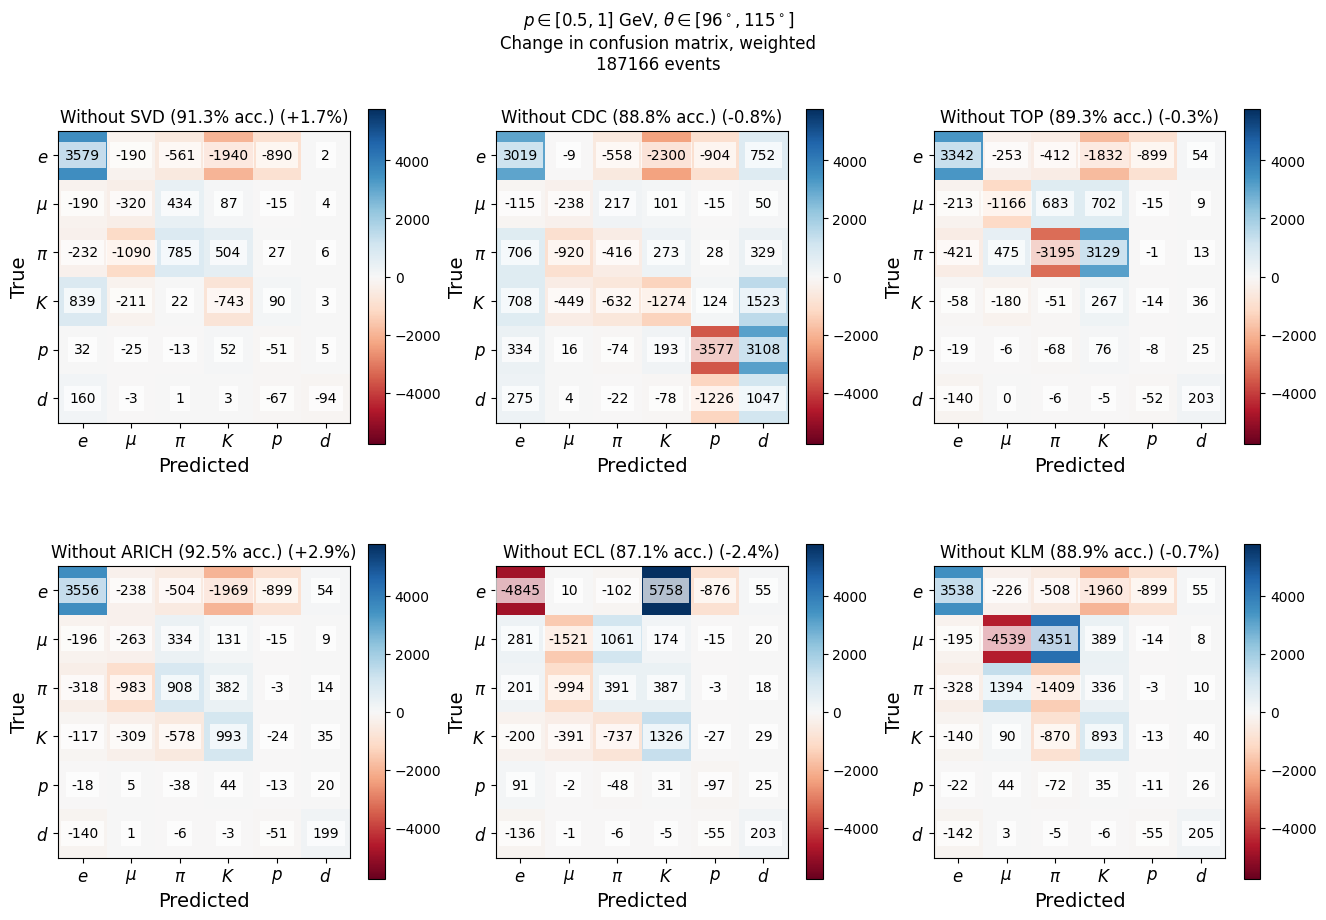 p ∈ [0.5, 1] GeV, θ ∈ [96°, 115°]
Change in confusion matrix, weighted
187166 events
Without SVD (91.3% acc.) (+1.7%)
e 3579 -190 -561 -1940 -890 2
μ -190 -320 434 87 -15 4
π -232 -1090 785 504 27 6
K 839 -211 22 -743 90 3
p 32 -25 -13 52 -51 5
d 160 -3 1 3 -67 -94
e μ π K p d
Predicted
True
4000
2000
0
−2000
−4000
Without CDC (88.8% acc.) (-0.8%)
e 3019 -9 -558 -2300 -904 752
μ -115 -238 217 101 -15 50
π 706 -920 -416 273 28 329
K 708 -449 -632 -1274 124 1523
p 334 16 -74 193 -3577 3108
d 275 4 -22 -78 -1226 1047
e μ π K p d
Predicted
True
4000
2000
0
−2000
−4000
Without TOP (89.3% acc.) (-0.3%)
e 3342 -253 -412 -1832 -899 54
μ -213 -1166 683 702 -15 9
π -421 475 -3195 3129 -1 13
K -58 -180 -51 267 -14 36
p -19 -6 -68 76 -8 25
d -140 0 -6 -5 -52 203
e μ π K p d
Predicted
True
4000
2000
0
−2000
−4000
Without ARICH (92.5% acc.) (+2.9%)
e 3556 -238 -504 -1969 -899 54
μ -196 -263 334 131 -15 9
π -318 -983 908 382 -3 14
K -117 -309 -578 993 -24 35
p -18 5 -38 44 -13 20
d -140 1 -6 -3 -51 199
e μ π K p d
Predicted
True
4000
2000
0
−2000
−4000
Without ECL (87.1% acc.) (-2.4%)
e -4845 10 -102 5758 -876 55
μ 281 -1521 1061 174 -15 20
π 201 -994 391 387 -3 18
K -200 -391 -737 1326 -27 29
p 91 -2 -48 31 -97 25
d -136 -1 -6 -5 -55 203
e μ π K p d
Predicted
True
4000
2000
0
−2000
−4000
Without KLM (88.9% acc.) (-0.7%)
e 3538 -226 -508 -1960 -899 55
μ -195 -4539 4351 389 -14 8
π -328 1394 -1409 336 -3 10
K -140 90 -870 893 -13 40
p -22 44 -72 35 -11 26
d -142 3 -5 -6 -55 205
e μ π K p d
Predicted
True
4000
2000
0
−2000
−4000